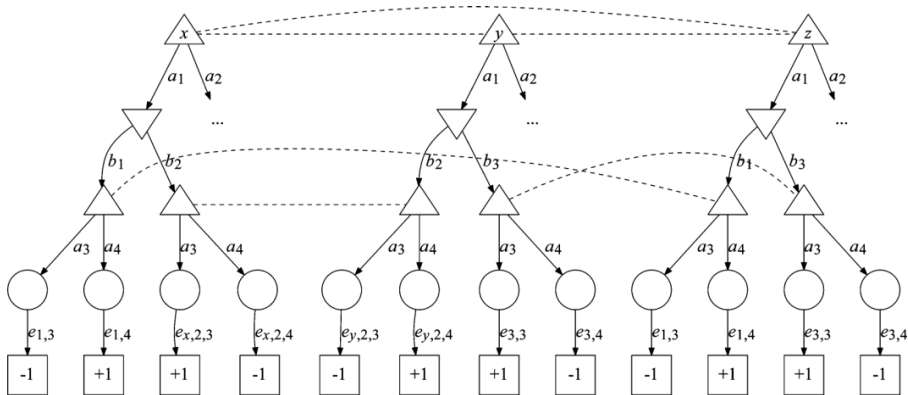 x y z
a1 a2 a1 a2 a1 a2
... ... ...
b1 b2 b2 b3 b1 b3
a3 a4 a3 a4 a3 a4 a3 a4 a3 a4 a3 a4
e1,3 e1,4 ex,2,3 ex,2,4 ey,2,3 ey,2,4 e3,3 e3,4 e1,3 e1,4 e3,3 e3,4
-1 +1 +1 -1 -1 +1 +1 -1 -1 +1 +1 -1